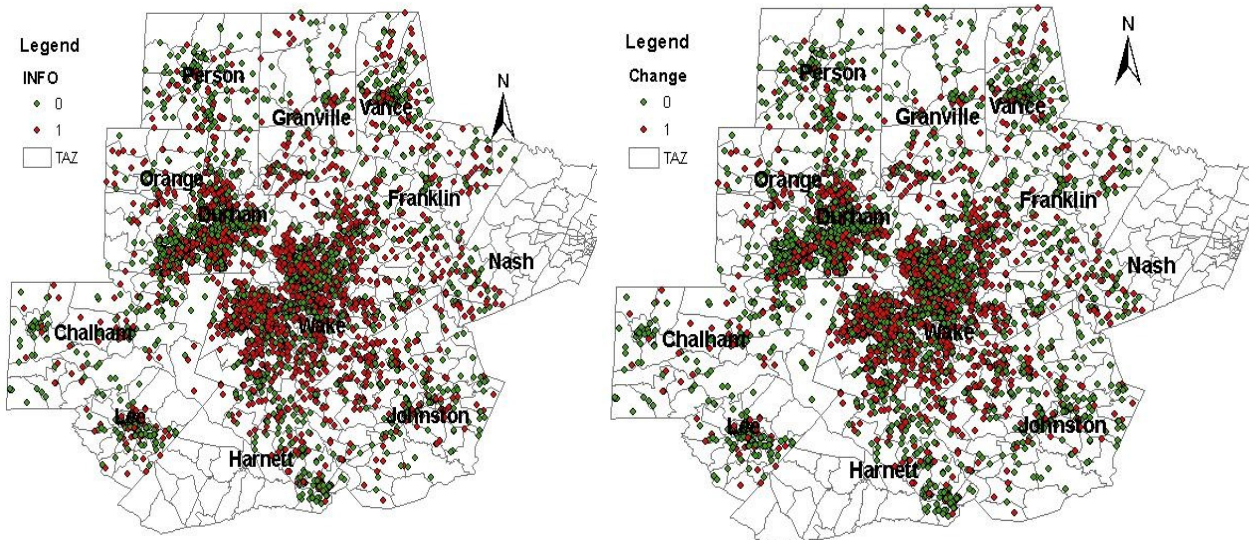 Legend
INFO
0
1
TAZ
N
Person
Granville
Vance
Orange
Durham
Franklin
Nash
Chalham
Wake
Lee
Johnston
Harnett
Legend
Change
0
1
TAZ
N
Person
Granville
Vance
Orange
Durham
Franklin
Nash
Chalham
Wake
Lee
Johnston
Harnett